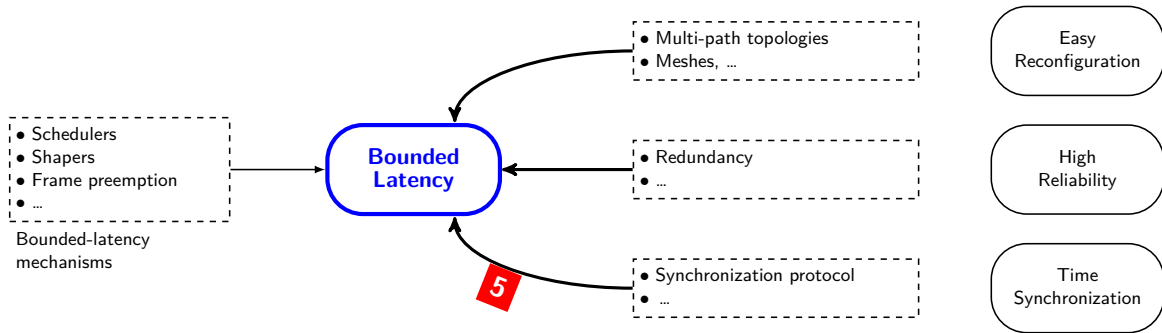 • Multi-path topologies
• Meshes, …
Easy
Reconfiguration
• Schedulers
• Shapers
• Frame preemption
• …
Bounded-latency
mechanisms
Bounded
Latency
• Redundancy
• …
High
Reliability
5
• Synchronization protocol
• …
Time
Synchronization